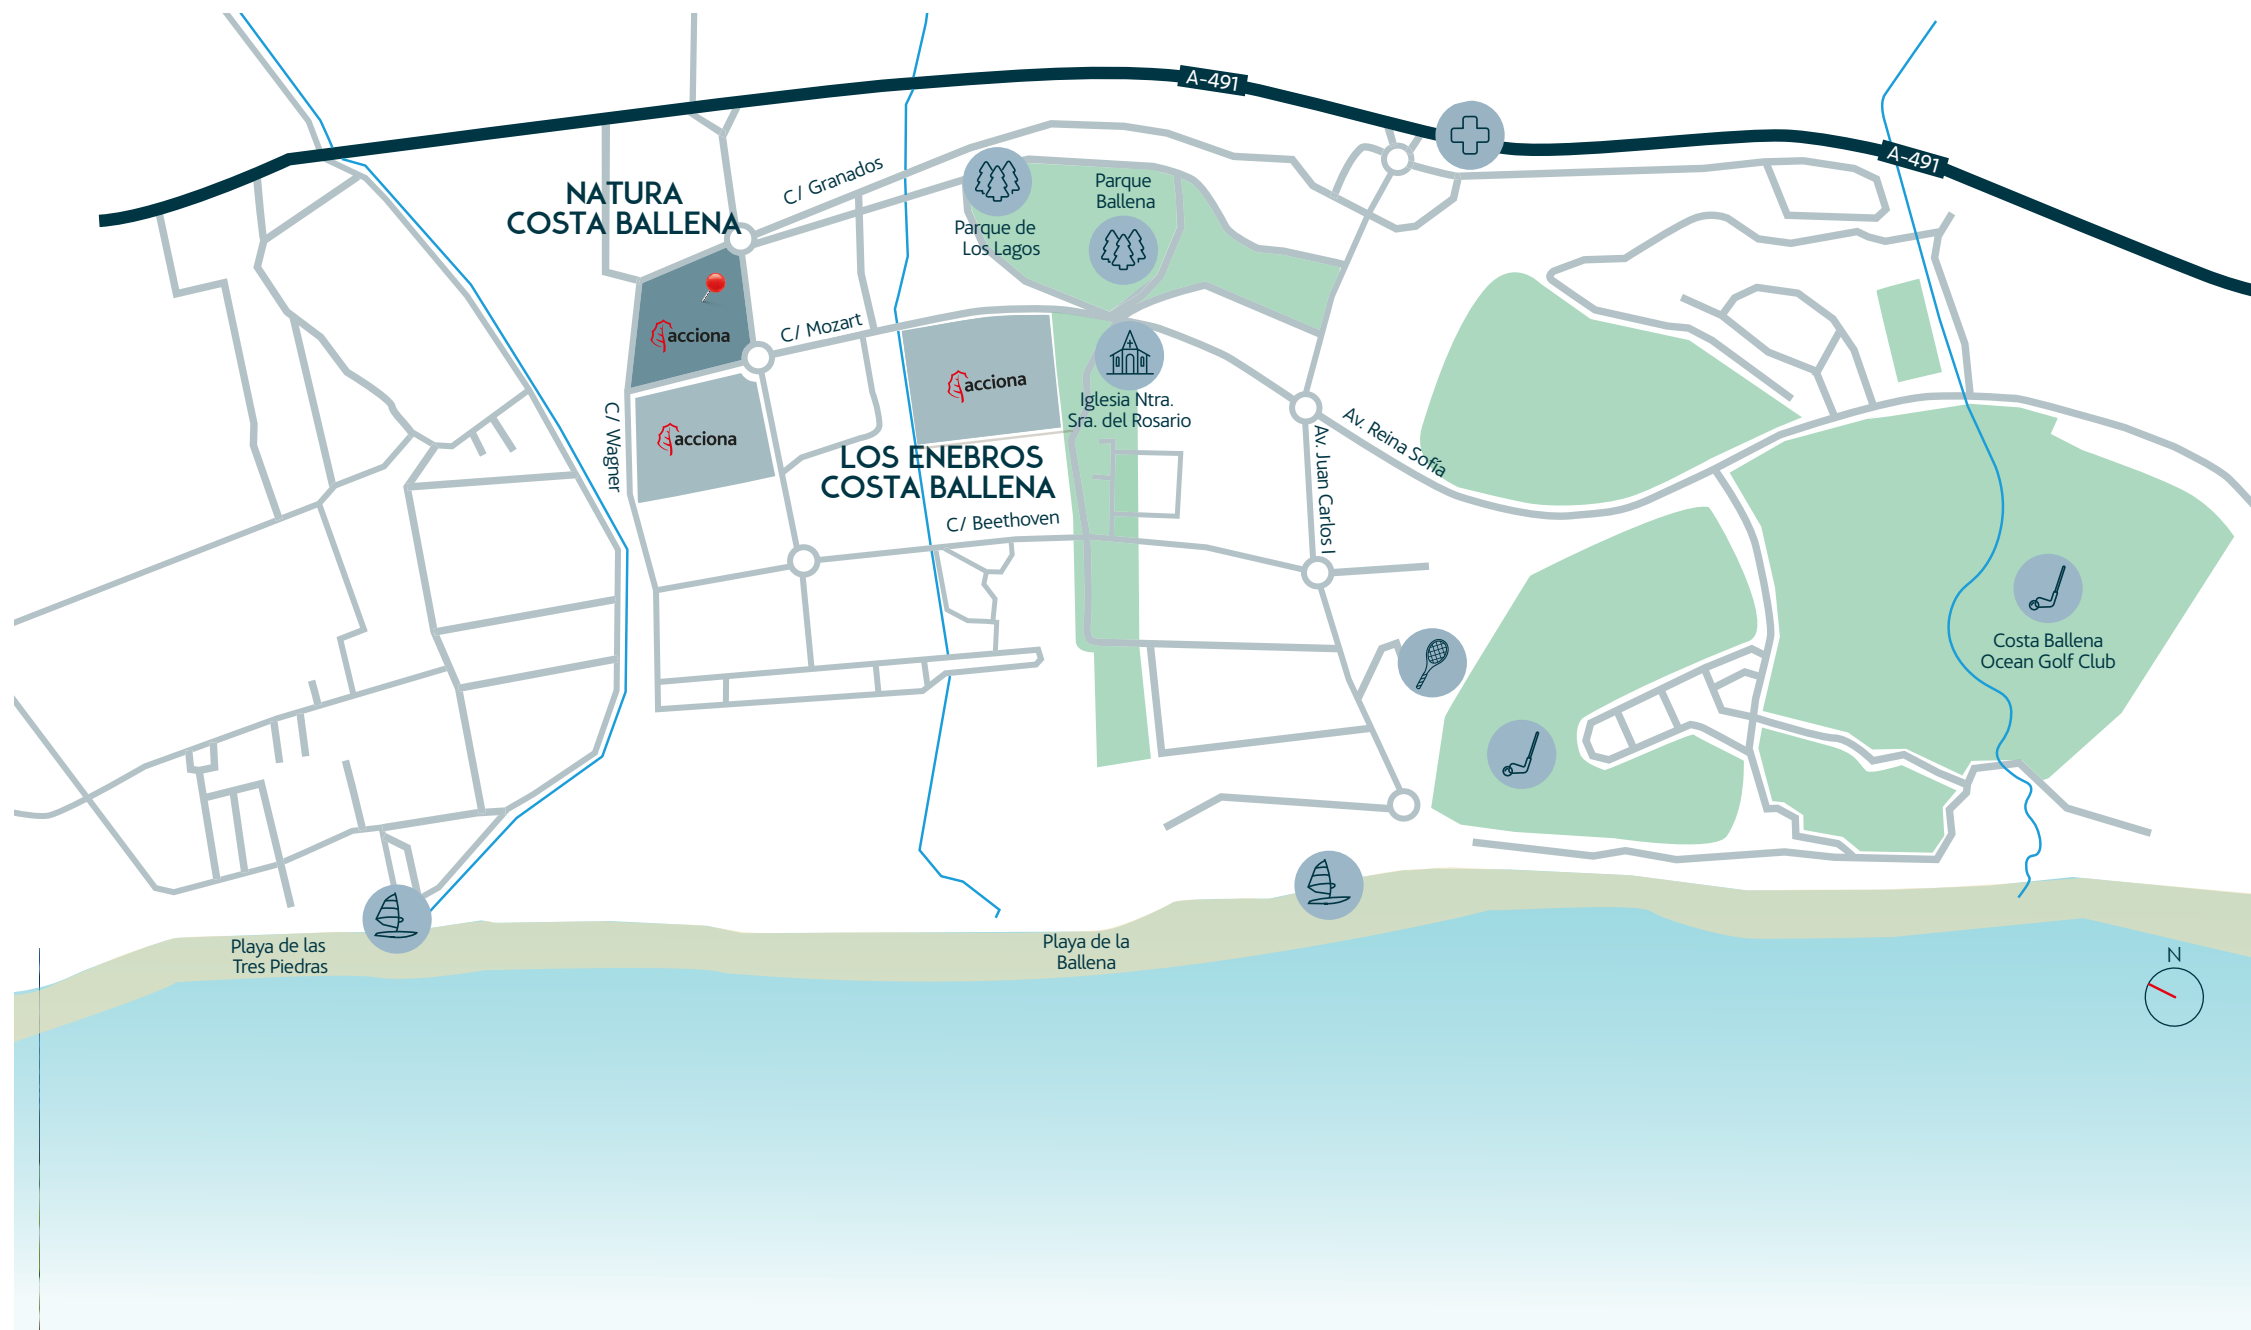 A-491
A-491
NATURA
COSTA BALLENA
C/ Granados
Parque
Ballena
Parque de
Los Lagos
acciona
C/ Mozart
acciona
acciona
C/ Wagner
Iglesia Ntra.
Sra. del Rosario
Av. Reina Sofía
Av. Juan Carlos I
LOS ENEBROS
COSTA BALLENA
C/ Beethoven
Costa Ballena
Ocean Golf Club
Playa de las
Tres Piedras
Playa de la
Ballena
N